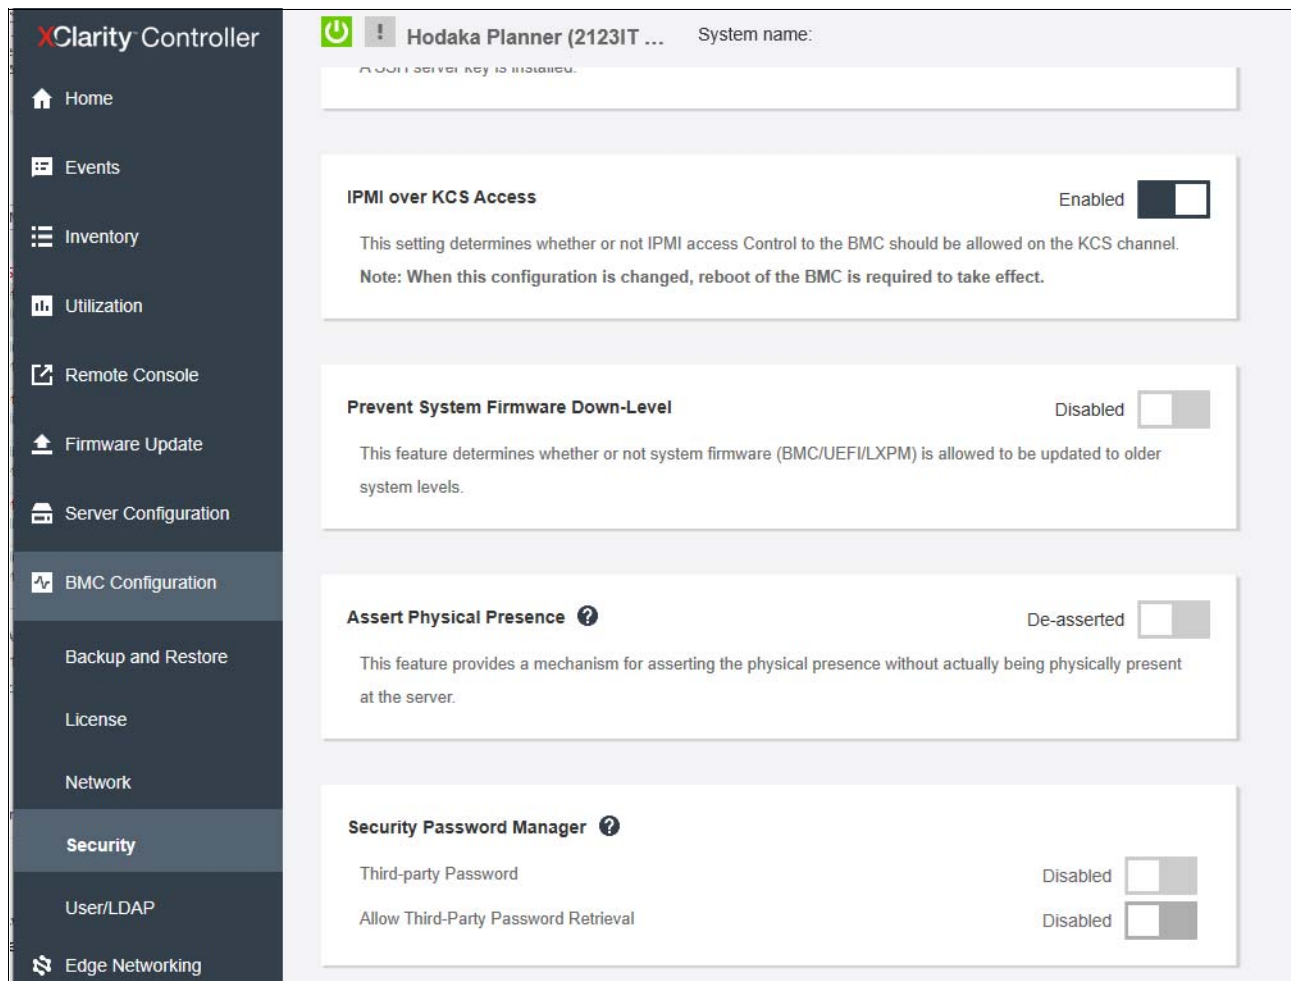 XClarity Controller
Hodaka Planner (2123IT ...
System name:
Home
Events
Inventory
Utilization
Remote Console
Firmware Update
Server Configuration
BMC Configuration
Backup and Restore
License
Network
Security
User/LDAP
Edge Networking
A SSH server key is installed.
IPMI over KCS Access
Enabled
This setting determines whether or not IPMI access Control to the BMC should be allowed on the KCS channel.
Note: When this configuration is changed, reboot of the BMC is required to take effect.
Prevent System Firmware Down-Level
Disabled
This feature determines whether or not system firmware (BMC/UEFI/LXPM) is allowed to be updated to older
system levels.
Assert Physical Presence
De-asserted
This feature provides a mechanism for asserting the physical presence without actually being physically present
at the server.
Security Password Manager
Third-party Password
Disabled
Allow Third-Party Password Retrieval
Disabled